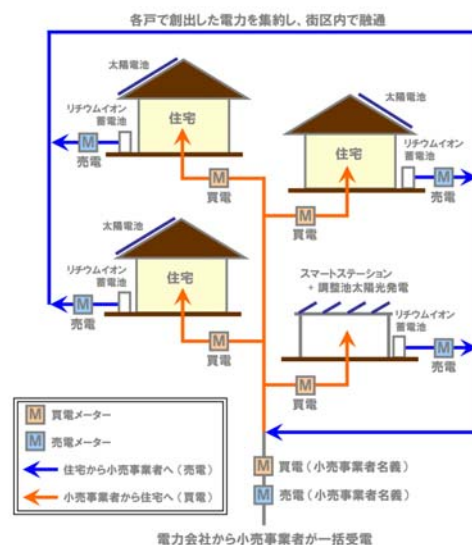 各戸で創出した電力を集約し、街区内で融通
太陽電池
リチウムイオン
蓄電池
住宅
M
売電
M
買電
太陽電池
住宅
リチウムイオン
蓄電池
M
売電
M
買電
太陽電池
リチウムイオン
蓄電池
住宅
M
売電
M
買電
スマートステーション
+ 調整池太陽光発電
リチウムイオン
蓄電池
M
売電
M
買電
M 買電メーター
M 売電メーター
住宅から小売事業者へ(売電)
小売事業者から住宅へ(買電)
M 買電(小売事業者名義)
M 売電(小売事業者名義)
電力会社から小売事業者が一括受電